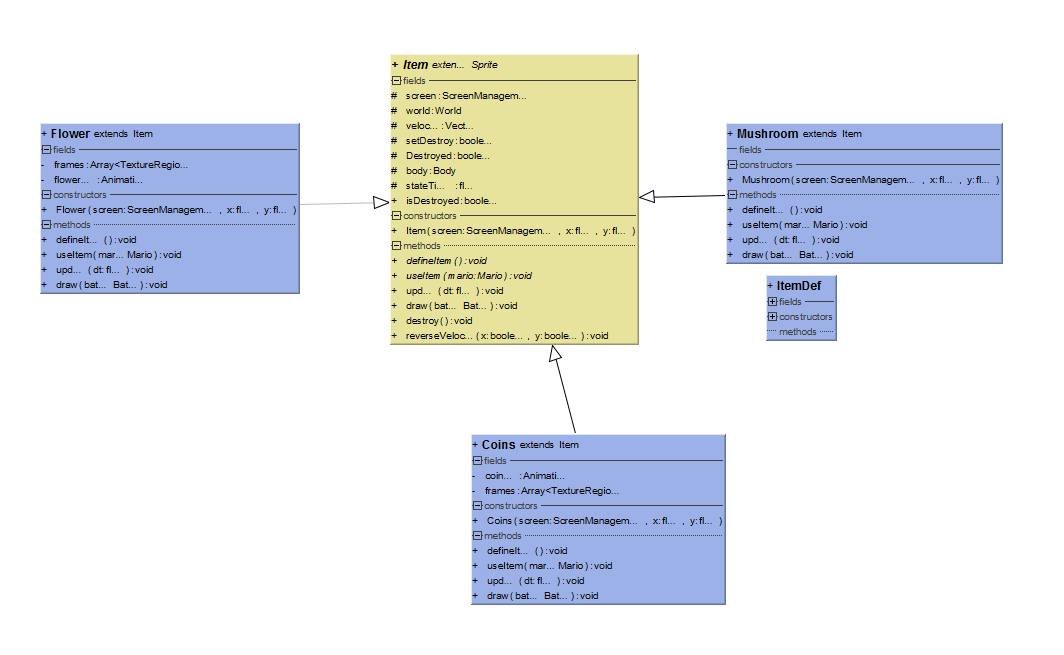 + Item exten... Sprite
fields
# screen:ScreenManagem...
# world:World
# veloc... :Vect...
# setDestroy:boole...
# Destroyed:boole...
# body:Body
# stateTi... :fl...
+ isDestroyed:boole...
constructors
+ Item(screen:ScreenManagem... , x:fl... , y:fl... )
methods
+ defineItem():void
+ useItem(mario:Mario):void
+ upd... (dt:fl... ):void
+ draw(bat... Bat... ):void
+ destroy():void
+ reverseVeloc... (x:boole... , y:boole... ):void
+ Flower extends Item
fields
- frames:Array<TextureRegio...
- flower... :Animati...
constructors
+ Flower(screen:ScreenManagem... , x:fl... , y:fl... )
methods
+ defineIt... ():void
+ useItem(mar... Mario):void
+ upd... (dt:fl... ):void
+ draw(bat... Bat... ):void
+ Mushroom extends Item
fields
constructors
+ Mushroom(screen:ScreenManagem... , x:fl... , y:fl... )
methods
+ defineIt... ():void
+ useItem(mar... Mario):void
+ upd... (dt:fl... ):void
+ draw(bat... Bat... ):void
+ ItemDef
fields
constructors
methods
+ Coins extends Item
fields
- coin... :Animati...
- frames:Array<TextureRegio...
constructors
+ Coins(screen:ScreenManagem... , x:fl... , y:fl... )
methods
+ defineIt... ():void
+ useItem(mar... Mario):void
+ upd... (dt:fl... ):void
+ draw(bat... Bat... ):void